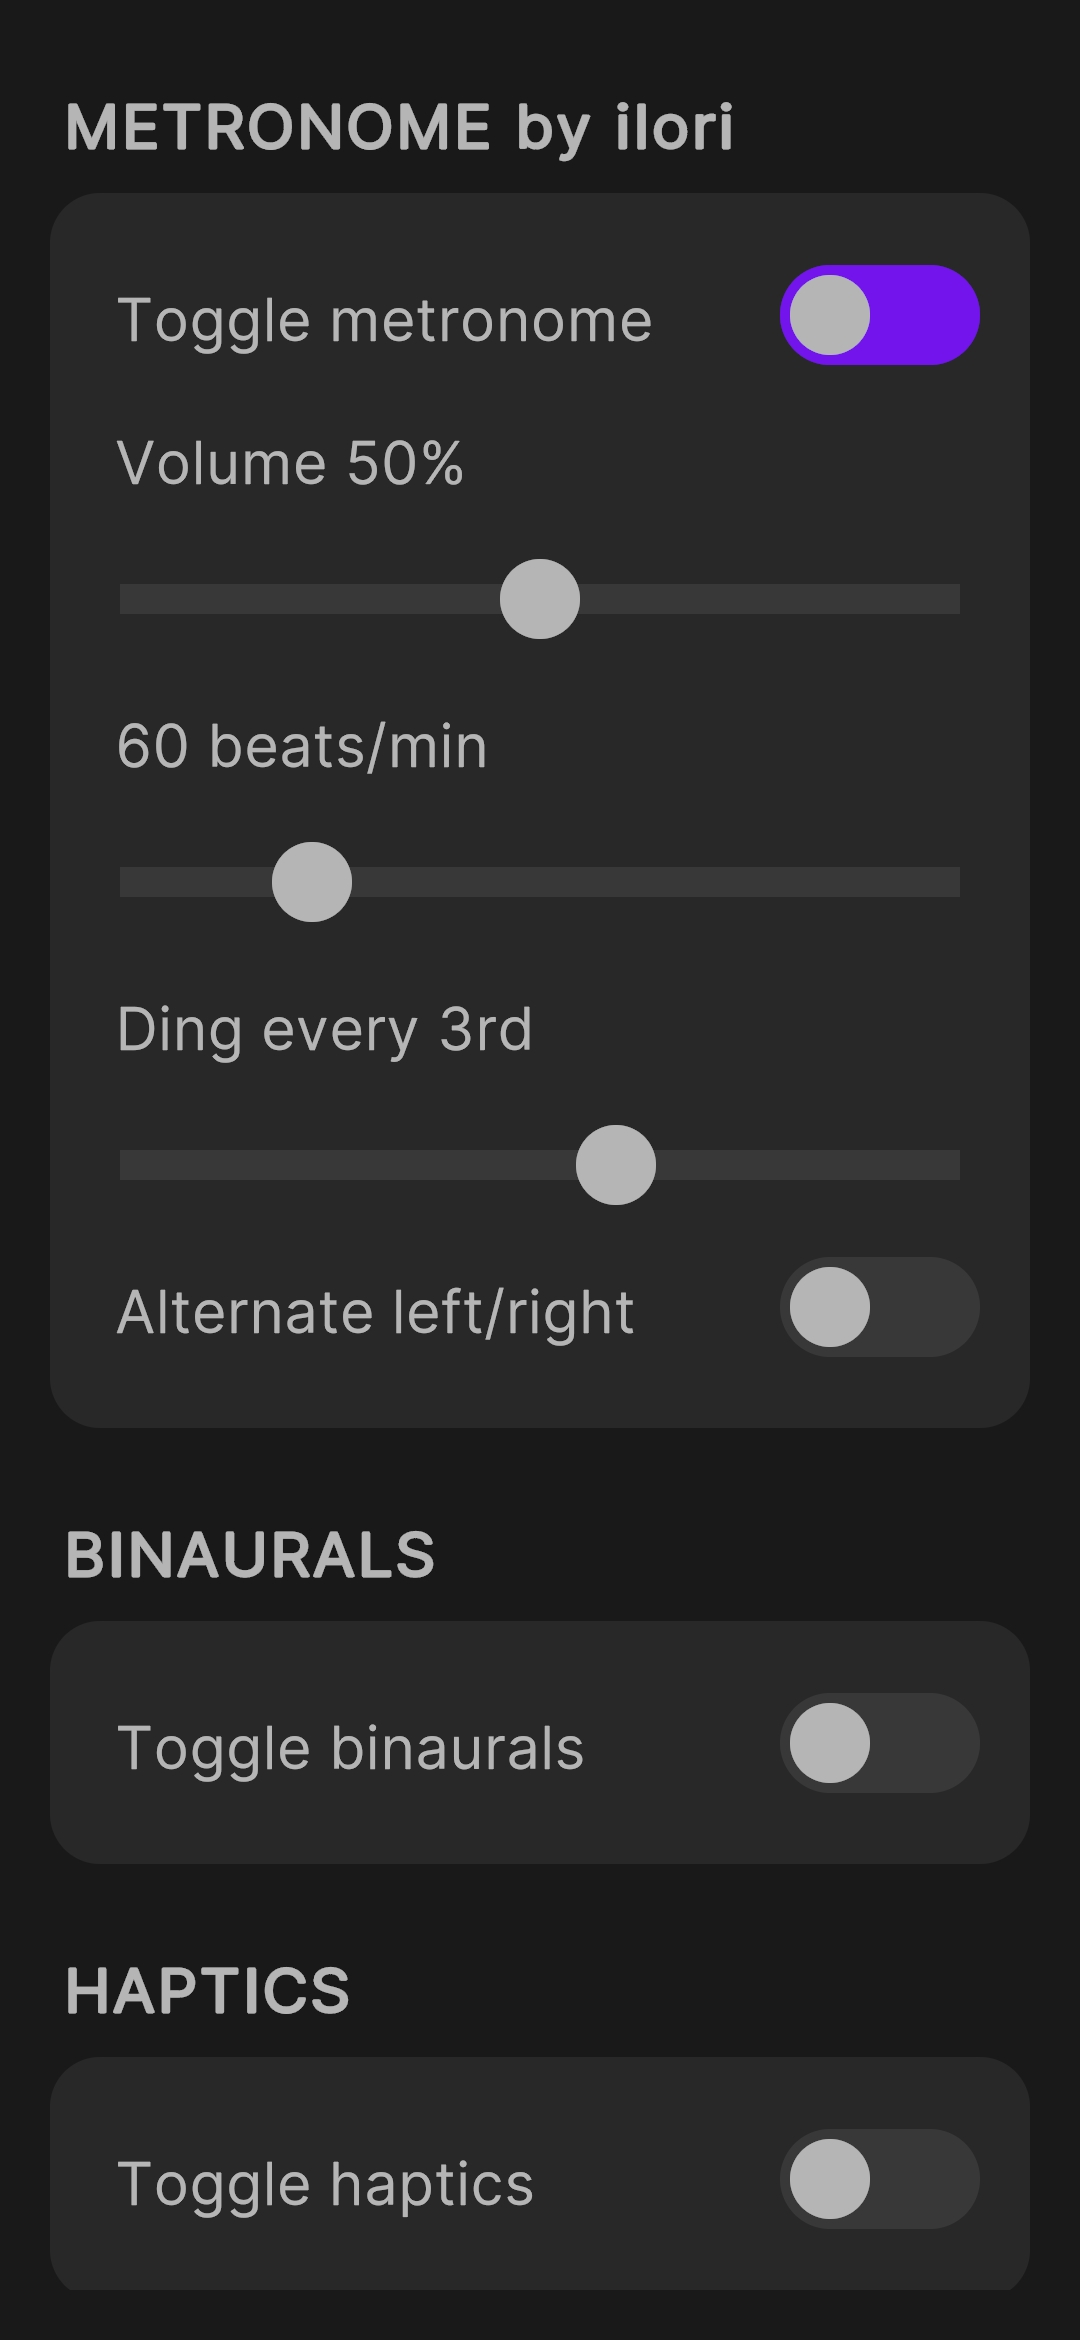 METRONOME by ilori
Toggle metronome
Volume 50%
60 beats/min
Ding every 3rd
Alternate left/right
BINAURALS
Toggle binaurals
HAPTICS
Toggle haptics